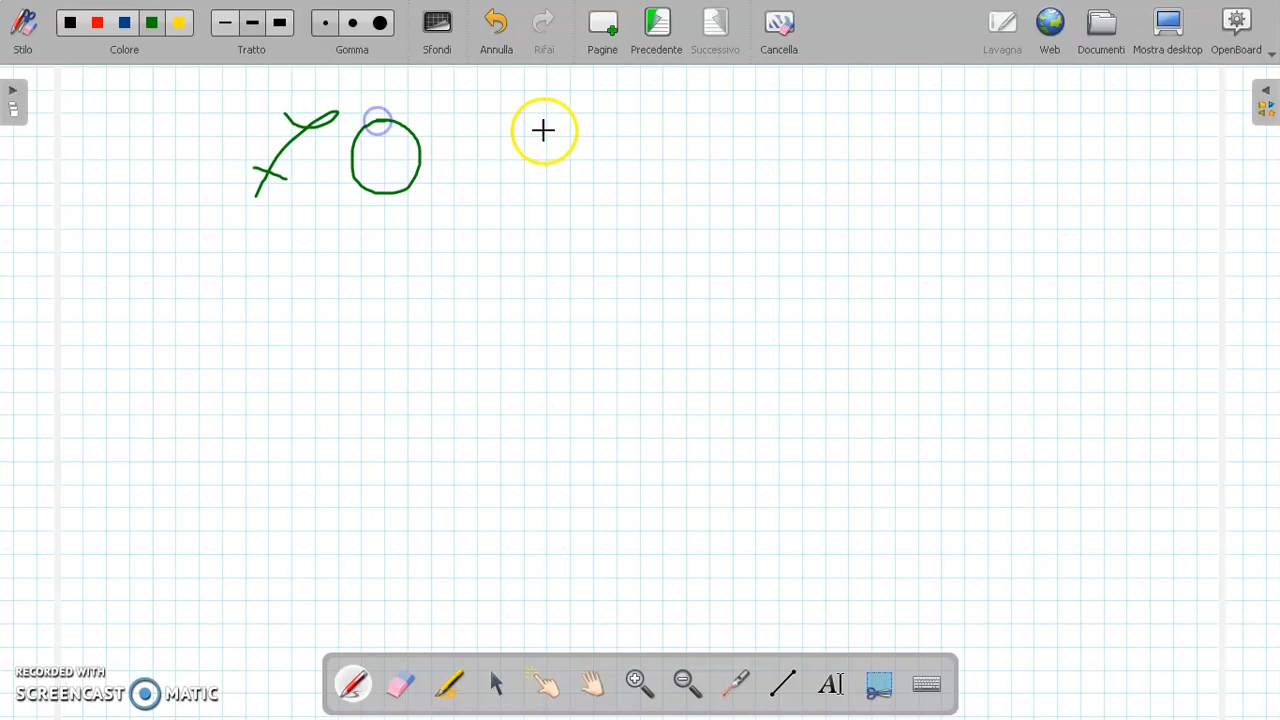 Stilo Colore Tratto Gomma Sfondi Annulla Rifai Pagine Precedente Successivo Cancella Lavagna Web Documenti Mostra desktop OpenBoard
RECORDED WITH
SCREENCAST MATIC